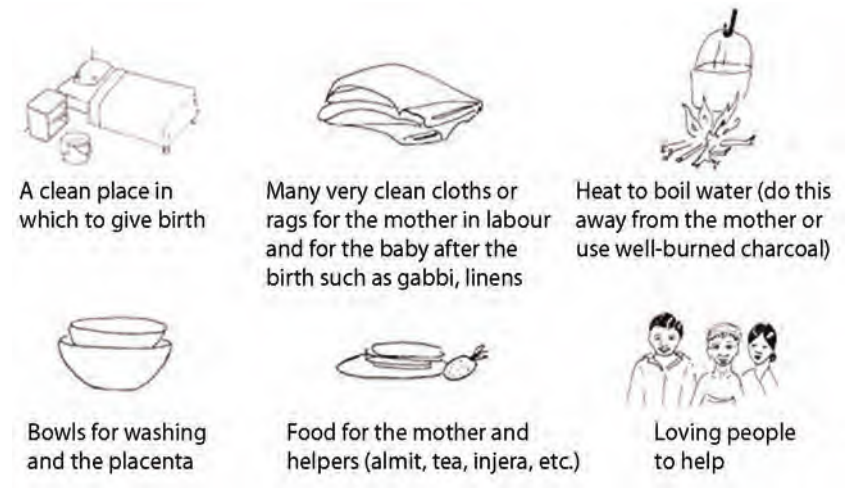 A clean place in
which to give birth
Many very clean cloths or
rags for the mother in labour
and for the baby after the
birth such as gabbi, linens
Heat to boil water (do this
away from the mother or
use well-burned charcoal)
Bowls for washing
and the placenta
Food for the mother and
helpers (almit, tea, injera, etc.)
Loving people
to help